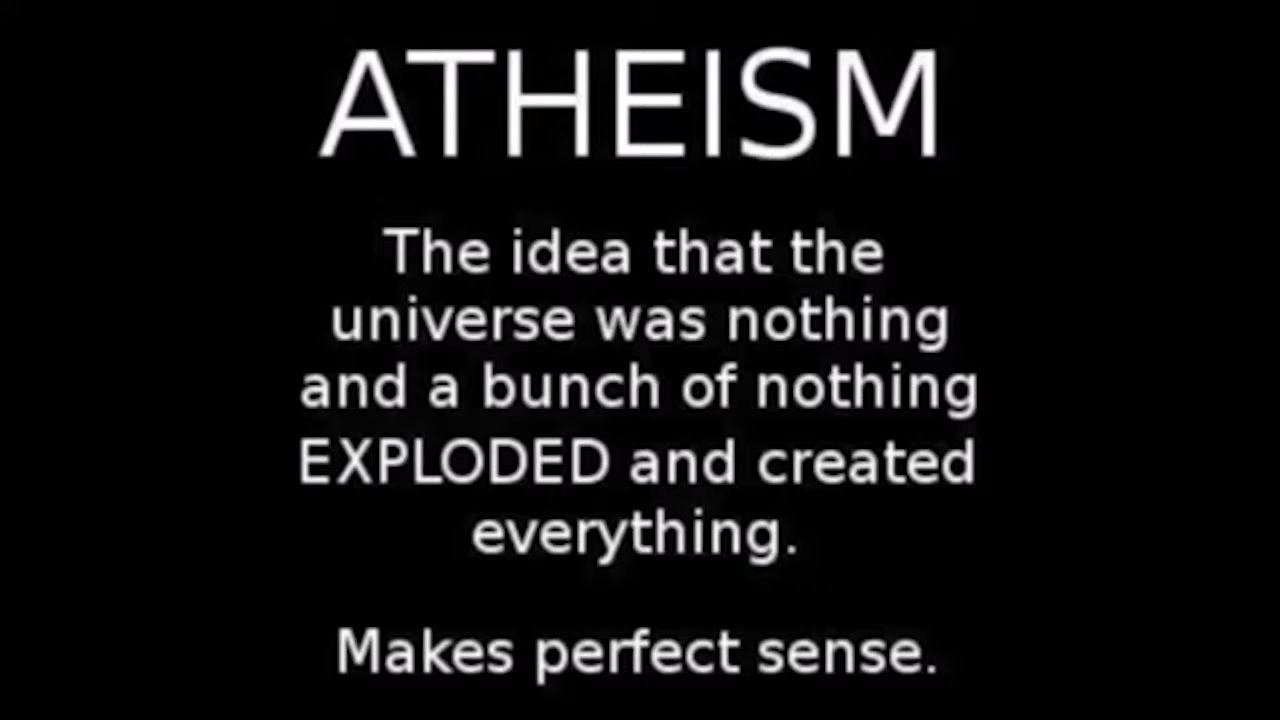 ATHEISM
The idea that the
universe was nothing
and a bunch of nothing
EXPLODED and created
everything.
Makes perfect sense.